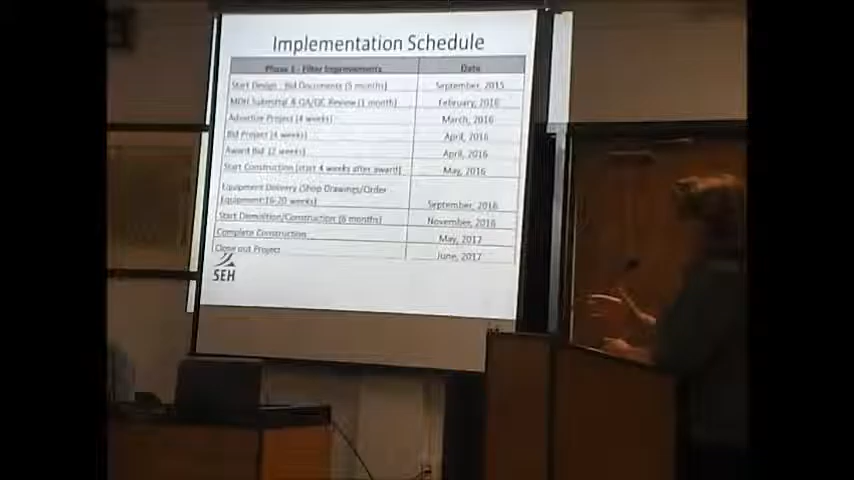 Implementation Schedule
Phase 1 - Filter Improvements Date
Start Design - Bid Documents (5 months) September, 2015
MDH Submittal & QA/QC Review (1 month) February, 2016
Advertise Project (4 weeks) March, 2016
Bid Project (4 weeks) April, 2016
Award Bid (2 weeks) April, 2016
Start Construction (start 4 weeks after award) May, 2016
Equipment Delivery (Shop Drawings/Order
Equipment:16-20 weeks) September, 2016
Start Demolition/Construction (6 months) November, 2016
Complete Construction May, 2017
Close out Project June, 2017
SEH